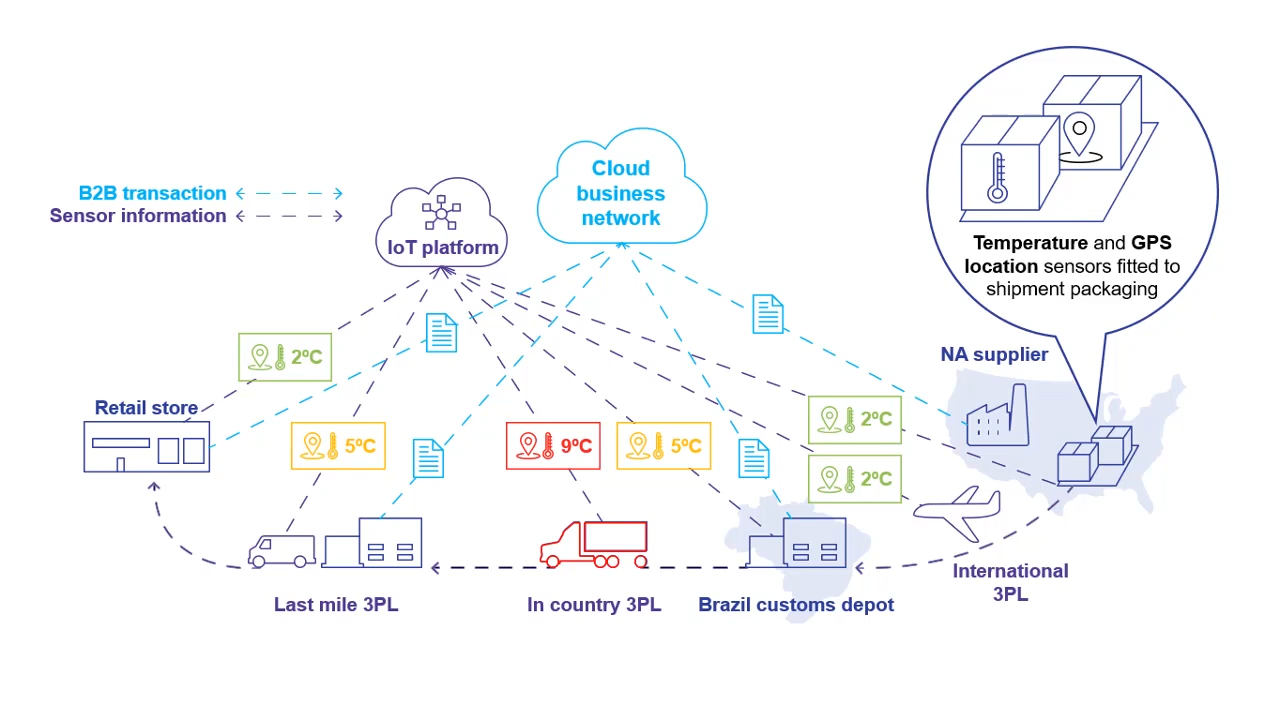 Temperature and GPS
location sensors fitted to
shipment packaging
B2B transaction
Sensor information
IoT platform
Cloud
business
network
NA supplier
2ºC
Retail store
5ºC
9ºC
5ºC
2ºC
2ºC
International
3PL
Last mile 3PL
In country 3PL
Brazil customs depot